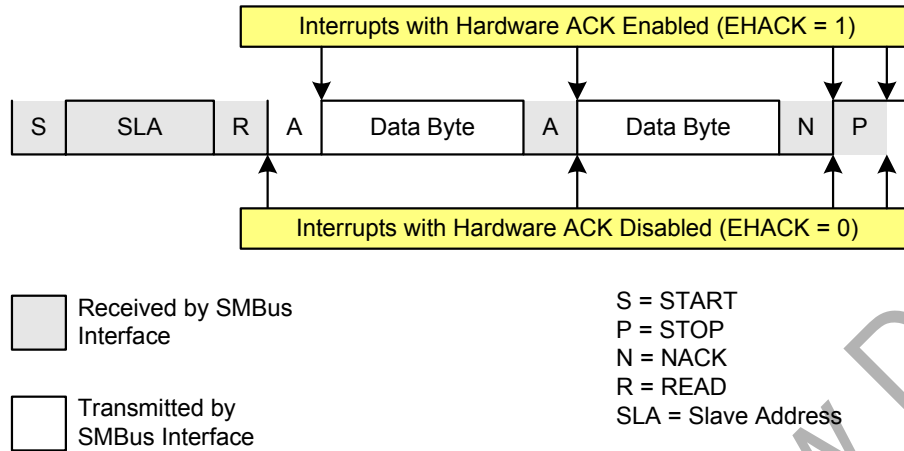 Interrupts with Hardware ACK Enabled (EHACK = 1)
S SLA R A Data Byte A Data Byte N P
Interrupts with Hardware ACK Disabled (EHACK = 0)
Received by SMBus
Interface
Transmitted by
SMBus Interface
S = START
P = STOP
N = NACK
R = READ
SLA = Slave Address
w D